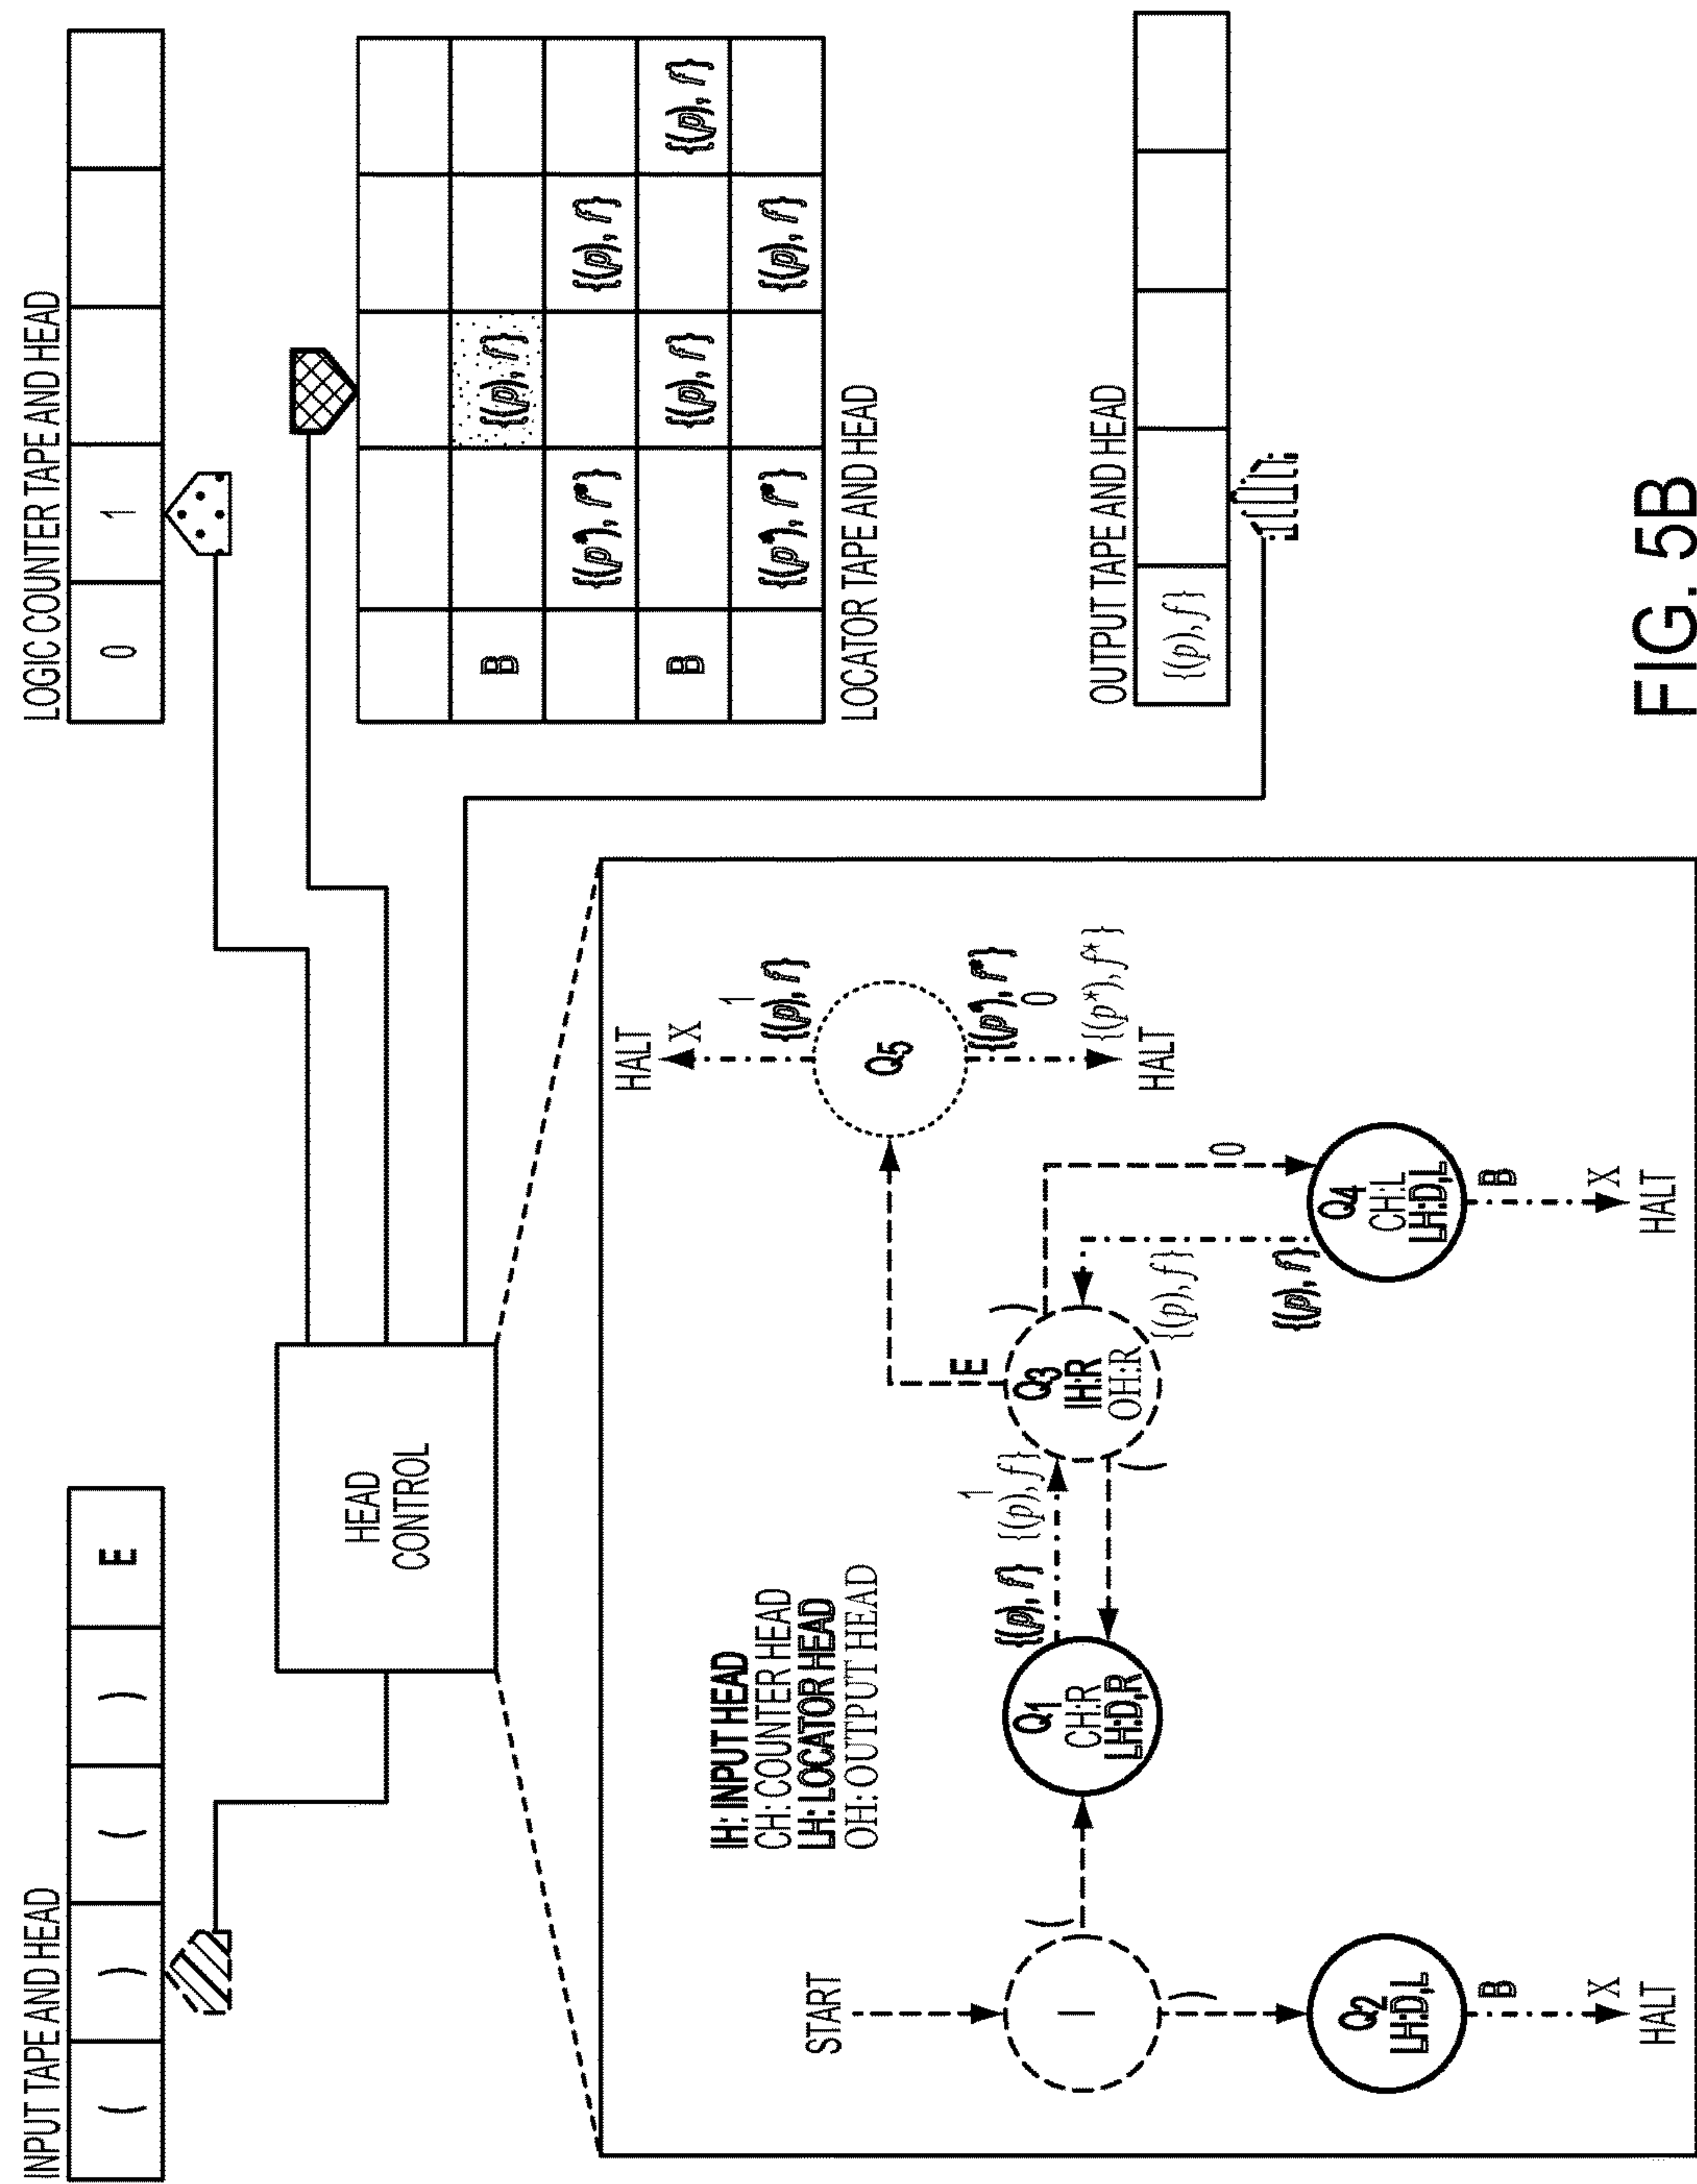 INPUT TAPE AND HEAD
( ) ( ) E
LOGIC COUNTER TAPE AND HEAD
0 1
HEAD
CONTROL
B {(p), f}
{(p*), f*} {(p), f}
B {(p), f} {(p), f}
{(p*), f*} {(p), f}
LOCATOR TAPE AND HEAD
OUTPUT TAPE AND HEAD
{(p), f}
IH: INPUT HEAD
CH: COUNTER HEAD
LH: LOCATOR HEAD
OH: OUTPUT HEAD
START
I
(
)
Q2
LH:D,L
B
X
HALT
Q1
CH:R
LH:D,R
{(p), f}
1
{(p), f}
(
Q3
IH:R
OH:R
E
)
0
{(p), f}
{(p), f}
Q4
CH:L
LH:D,L
B
X
HALT
Q5
HALT
X
1
{(p), f}
{(p*), f*}
0
{(p*), f*}
HALT
FIG. 5B